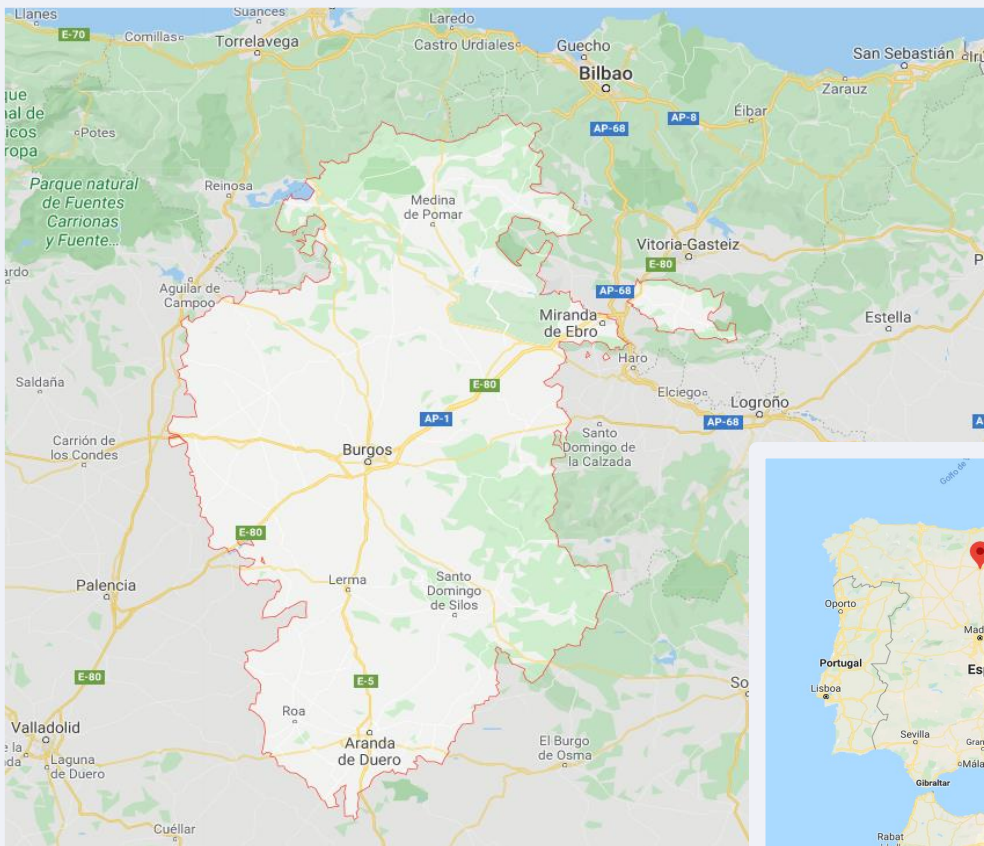 Llanes
Suances
Laredo
E-70
Comillas
Torrelavega
Castro Urdiales
Guecho
San Sebastián
Bilbao
Zarauz
Éibar
AP-8
AP-68
Potes
Parque natural
de Fuentes
Carrionas
y Fuente...
Reinosa
Medina
de Pomar
Vitoria-Gasteiz
E-80
Aguilar de
Campoo
AP-68
Miranda
de Ebro
Estella
Haro
Saldaña
E-80
Elciego
Logroño
AP-1
AP-68
Carrión de
los Condes
Burgos
Santo
Domingo de
la Calzada
E-80
Palencia
Lerma
Santo
Domingo
de Silos
E-80
E-5
Roa
Valladolid
Aranda
de Duero
El Burgo
de Osma
Laguna
de Duero
Cuéllar
Oporto
Portugal
Lisboa
Sevilla
Gibraltar
Rabat